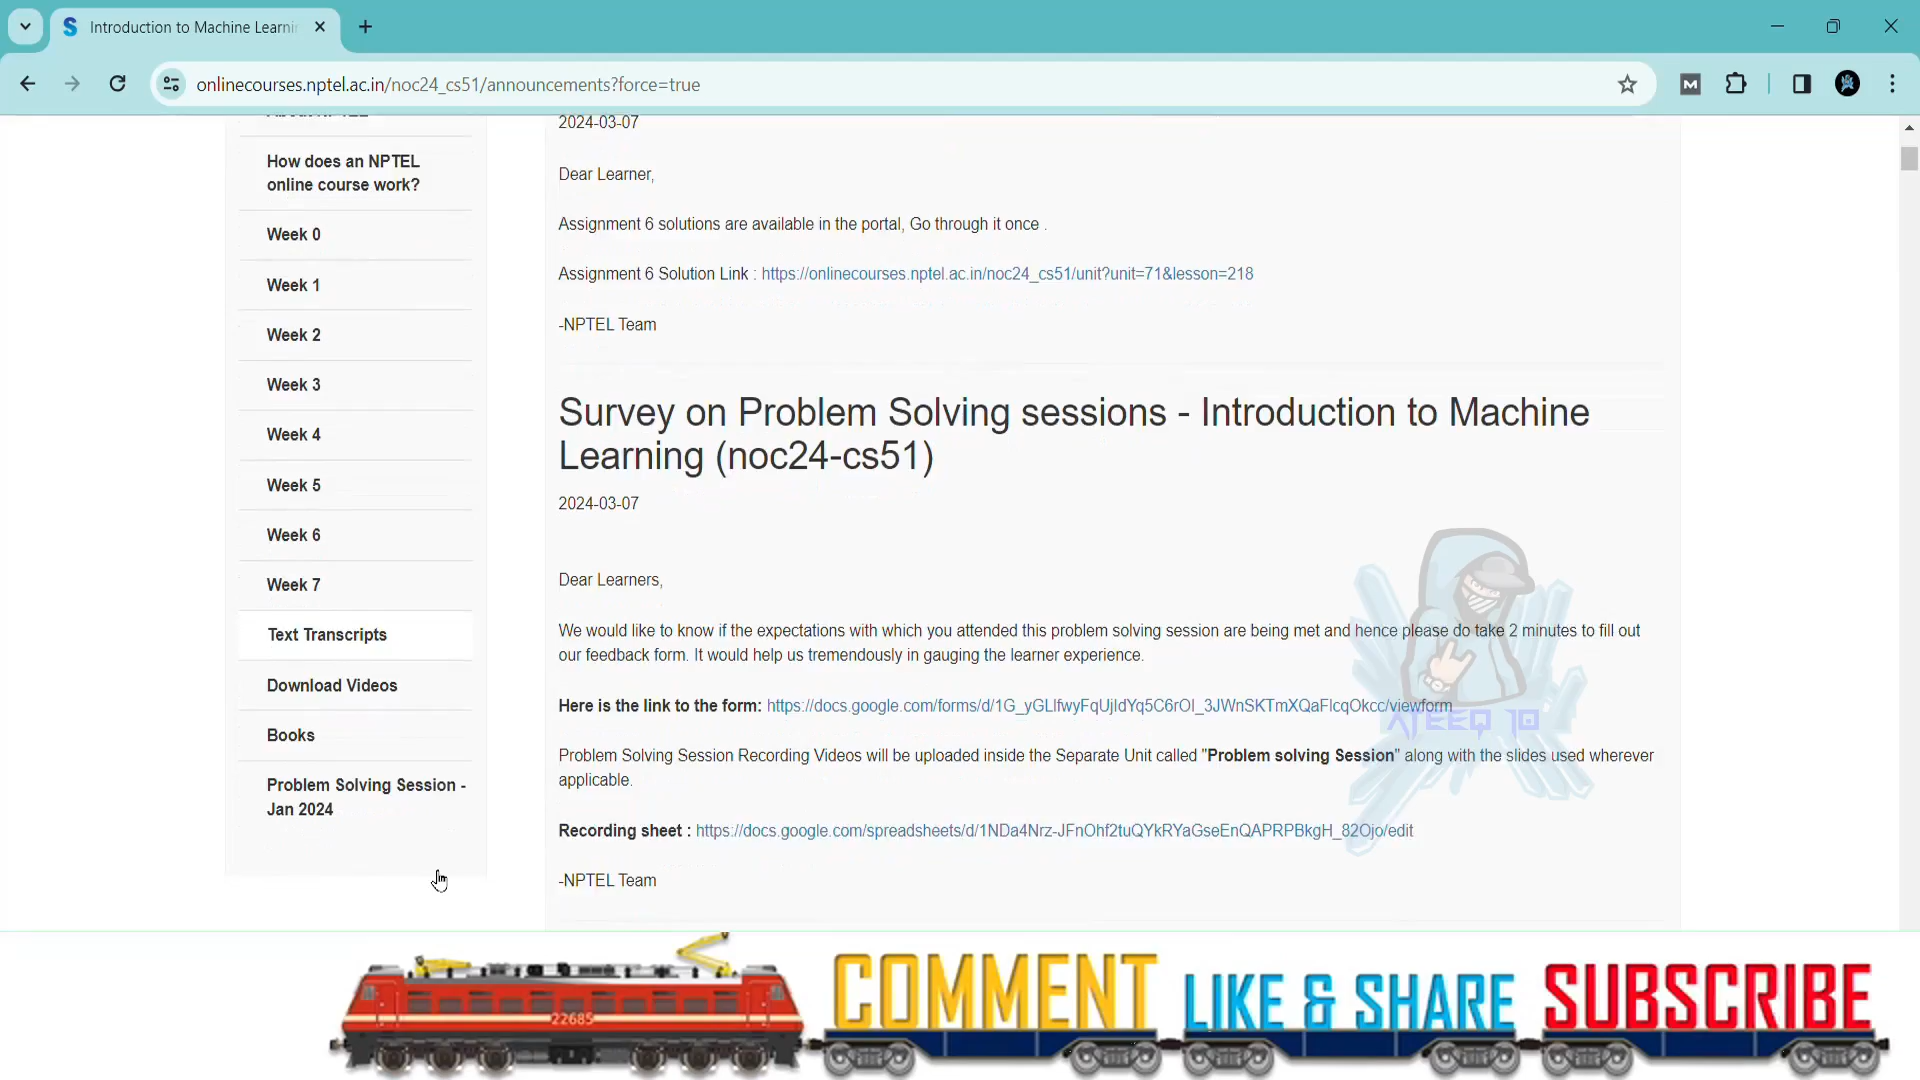 Introduction to Machine Learni
onlinecourses.nptel.ac.in/noc24_cs51/announcements?force=true
About NPTEL
How does an NPTEL
online course work?
Week 0
Week 1
Week 2
Week 3
Week 4
Week 5
Week 6
Week 7
Text Transcripts
Download Videos
Books
Problem Solving Session -
Jan 2024
2024-03-07
Dear Learner,
Assignment 6 solutions are available in the portal, Go through it once .
Assignment 6 Solution Link : https://onlinecourses.nptel.ac.in/noc24_cs51/unit?unit=71&lesson=218
-NPTEL Team
Survey on Problem Solving sessions - Introduction to Machine
Learning (noc24-cs51)
2024-03-07
Dear Learners,
We would like to know if the expectations with which you attended this problem solving session are being met and hence please do take 2 minutes to fill out
our feedback form. It would help us tremendously in gauging the learner experience.
Here is the link to the form: https://docs.google.com/forms/d/1G_yGLlfwyFqUjIdYq5C6rOI_3JWnSKTmXQaFlcqOkcc/viewform
Problem Solving Session Recording Videos will be uploaded inside the Separate Unit called "Problem solving Session" along with the slides used wherever
applicable.
Recording sheet : https://docs.google.com/spreadsheets/d/1NDa4Nrz-JFnOhf2tuQYkRYaGseEnQAPRPBkgH_82Ojo/edit
-NPTEL Team
ATEEQ 10
22685
COMMENT
LIKE & SHARE
SUBSCRIBE